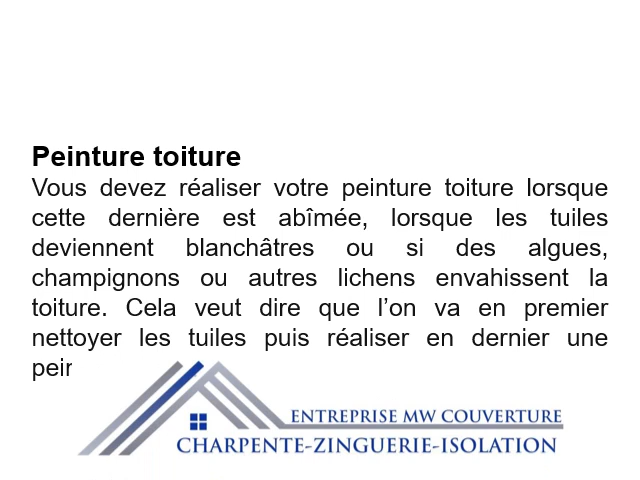 Peinture toiture
Vous devez réaliser votre peinture toiture lorsque
cette dernière est abîmée, lorsque les tuiles
deviennent blanchâtres ou si des algues,
champignons ou autres lichens envahissent la
toiture. Cela veut dire que l’on va en premier
nettoyer les tuiles puis réaliser en dernier une
ENTREPRISE MW COUVERTURE
CHARPENTE-ZINGUERIE-ISOLATION